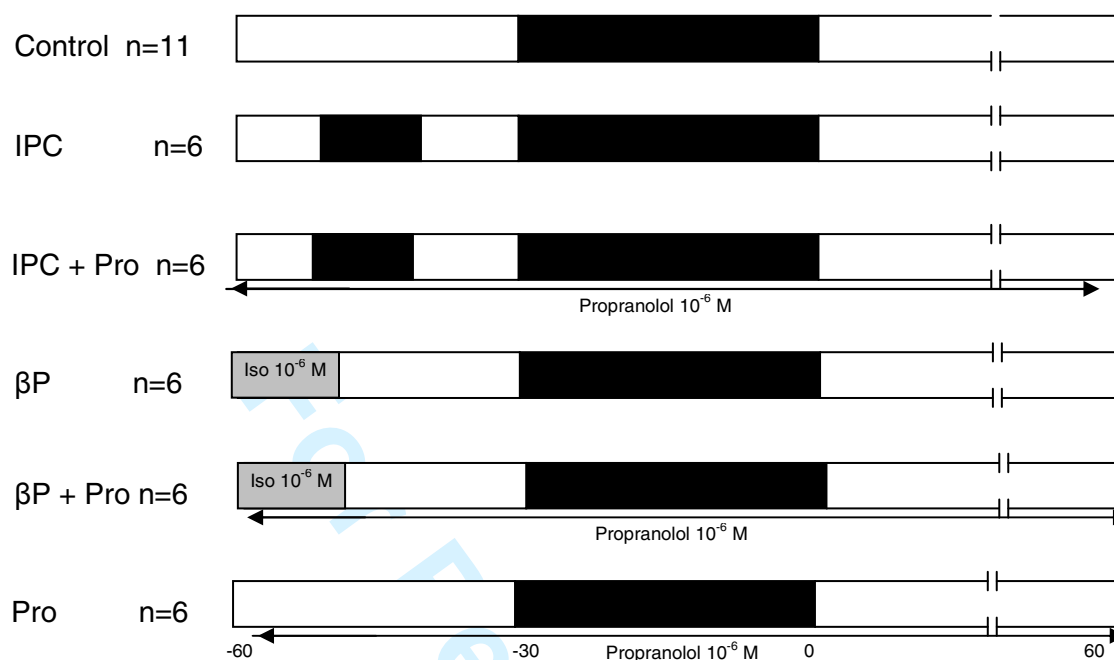 Control n=11
IPC n=6
IPC + Pro n=6
Propranolol 10⁻⁶ M
βP n=6
Iso 10⁻⁶ M
βP + Pro n=6
Iso 10⁻⁶ M
Propranolol 10⁻⁶ M
Pro n=6
-60 -30 Propranolol 10⁻⁶ M 0 60